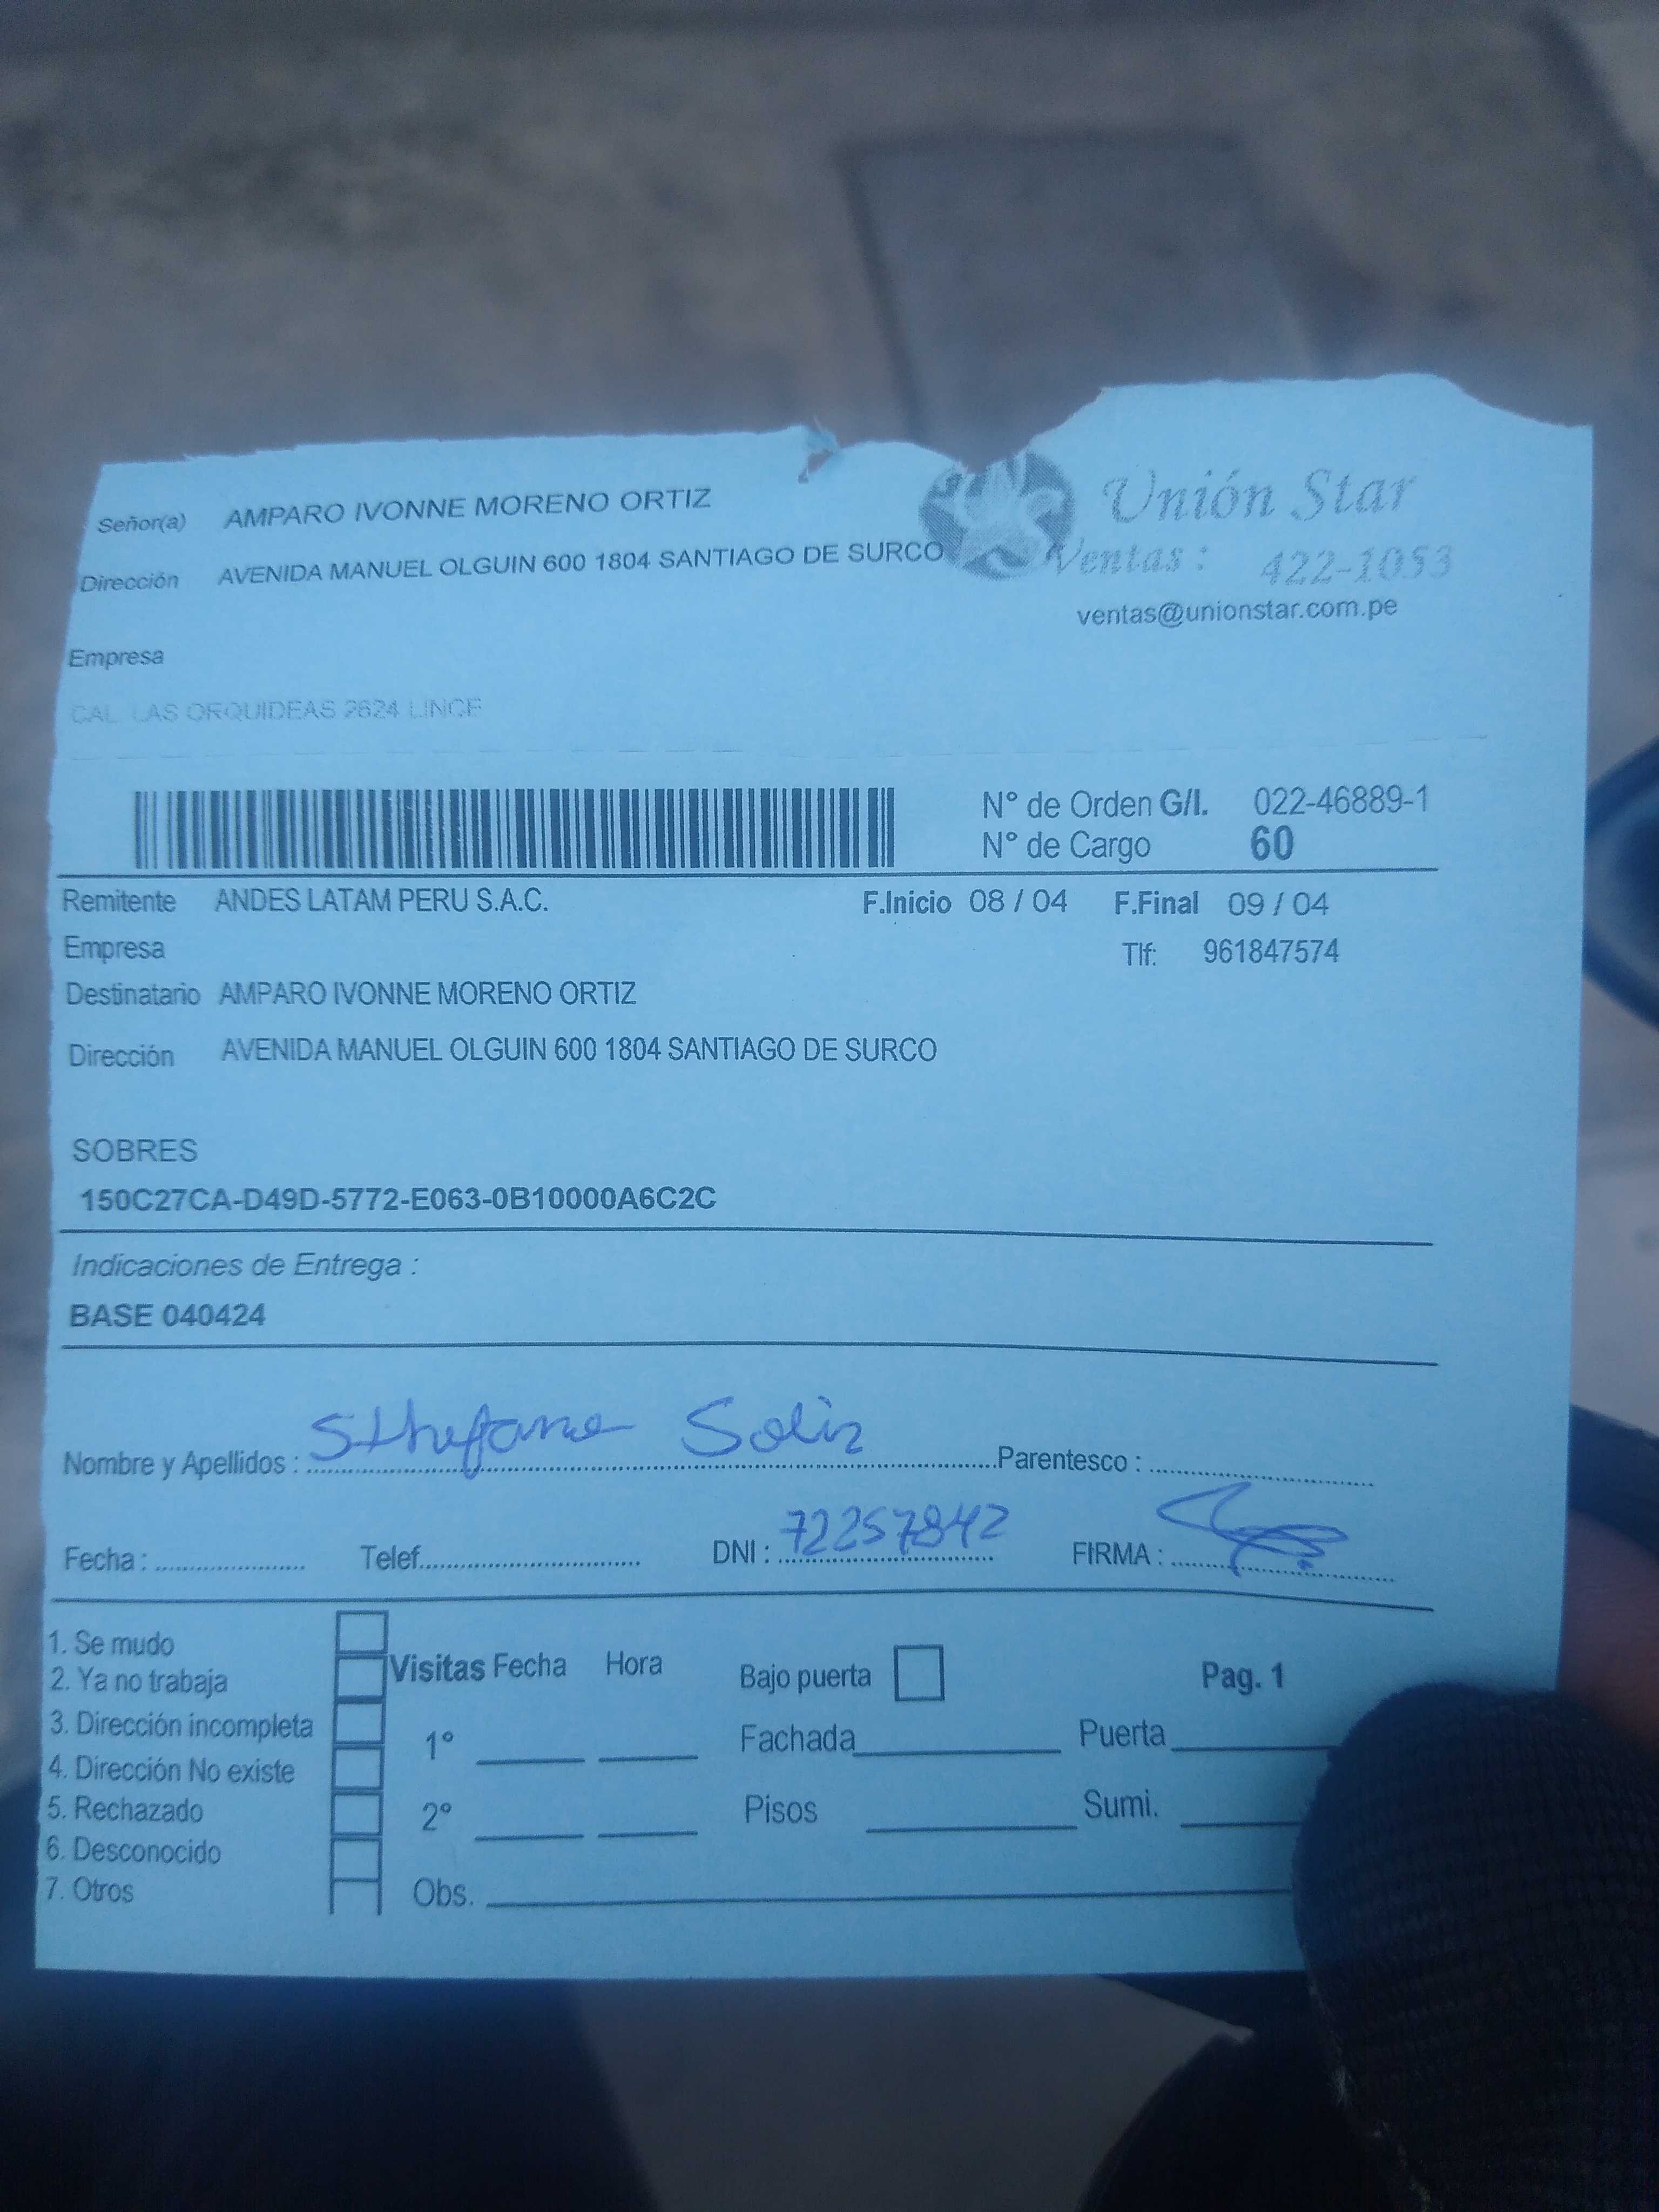 Señor(a) AMPARO IVONNE MORENO ORTIZ
Unión Star
Dirección AVENIDA MANUEL OLGUIN 600 1804 SANTIAGO DE SURCO
Ventas : 422-1053
ventas@unionstar.com.pe
Empresa
CAL. LAS ORQUIDEAS 2624 LINCE
N° de Orden G/I. 022-46889-1
N° de Cargo 60
Remitente ANDES LATAM PERU S.A.C. F.Inicio 08 / 04 F.Final 09 / 04
Empresa Tlf: 961847574
Destinatario AMPARO IVONNE MORENO ORTIZ
Dirección AVENIDA MANUEL OLGUIN 600 1804 SANTIAGO DE SURCO
SOBRES
150C27CA-D49D-5772-E063-0B10000A6C2C
Indicaciones de Entrega :
BASE 040424
Nombre y Apellidos : Sthefanie Solis Parentesco :
Fecha : Telef. DNI : 72257842 FIRMA :
1. Se mudo
2. Ya no trabaja
3. Dirección incompleta
4. Dirección No existe
5. Rechazado
6. Desconocido
7. Otros
Visitas Fecha Hora Bajo puerta Pag. 1
1° Fachada Puerta
2° Pisos Sumi.
Obs.